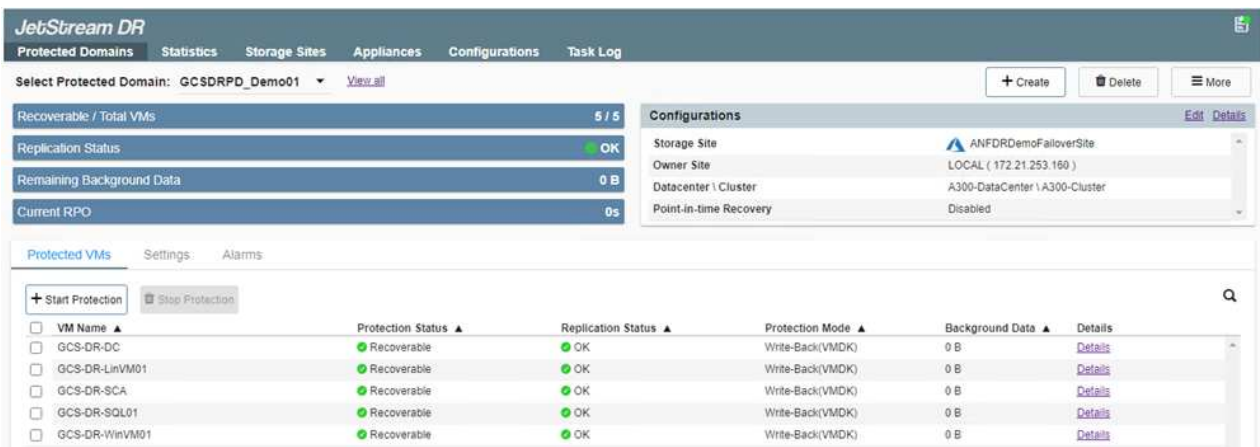 JetStream DR
Protected Domains Statistics Storage Sites Appliances Configurations Task Log
Select Protected Domain: GCSDRPD_Demo01 View all + Create Delete More
Recoverable / Total VMs 5 / 5
Replication Status OK
Remaining Background Data 0 B
Current RPO 0s
Configurations Edit Details
Storage Site ANFDRDemoFailoverSite
Owner Site LOCAL ( 172.21.253.160 )
Datacenter \ Cluster A300-DataCenter \ A300-Cluster
Point-in-time Recovery Disabled
Protected VMs Settings Alarms
+ Start Protection Stop Protection
VM Name ▲ Protection Status ▲ Replication Status ▲ Protection Mode ▲ Background Data ▲ Details
GCS-DR-DC Recoverable OK Write-Back(VMDK) 0 B Details
GCS-DR-LinVM01 Recoverable OK Write-Back(VMDK) 0 B Details
GCS-DR-SCA Recoverable OK Write-Back(VMDK) 0 B Details
GCS-DR-SQL01 Recoverable OK Write-Back(VMDK) 0 B Details
GCS-DR-WinVM01 Recoverable OK Write-Back(VMDK) 0 B Details